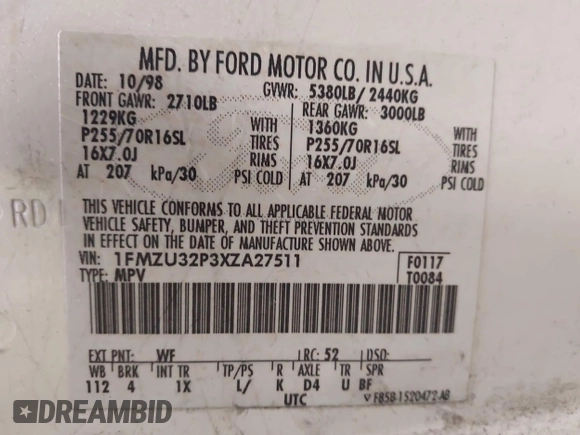 MFD. BY FORD MOTOR CO. IN U.S.A.
DATE: 10/98 GVWR: 5380LB/ 2440KG
FRONT GAWR: 2710LB REAR GAWR: 3000LB
1229KG WITH 1360KG WITH
P255/70R16SL TIRES P255/70R16SL TIRES
16X7.0J RIMS 16X7.0J RIMS
AT 207 kPa/30 PSI COLD AT 207 kPa/30 PSI COLD
THIS VEHICLE CONFORMS TO ALL APPLICABLE FEDERAL MOTOR
VEHICLE SAFETY, BUMPER, AND THEFT PREVENTION STANDARDS
IN EFFECT ON THE DATE OF MANUFACTURE SHOWN ABOVE.
VIN: 1FMZU32P3XZA27511 F0117
TYPE: MPV T0084
EXT PNT: WF RC: 52 DSO:
WB BRK INT TR TP/PS R AXLE TR SPR
112 4 1X L/ K D4 U BF
UTC F85B-1520472-AB
DREAMBID